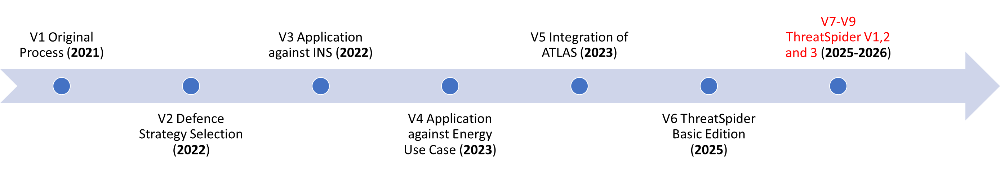 V1 Original
Process (2021)
V2 Defence
Strategy Selection
(2022)
V3 Application
against INS (2022)
V4 Application
against Energy
Use Case (2023)
V5 Integration of
ATLAS (2023)
V6 ThreatSpider
Basic Edition
(2025)
V7-V9
ThreatSpider V1,2
and 3 (2025-2026)